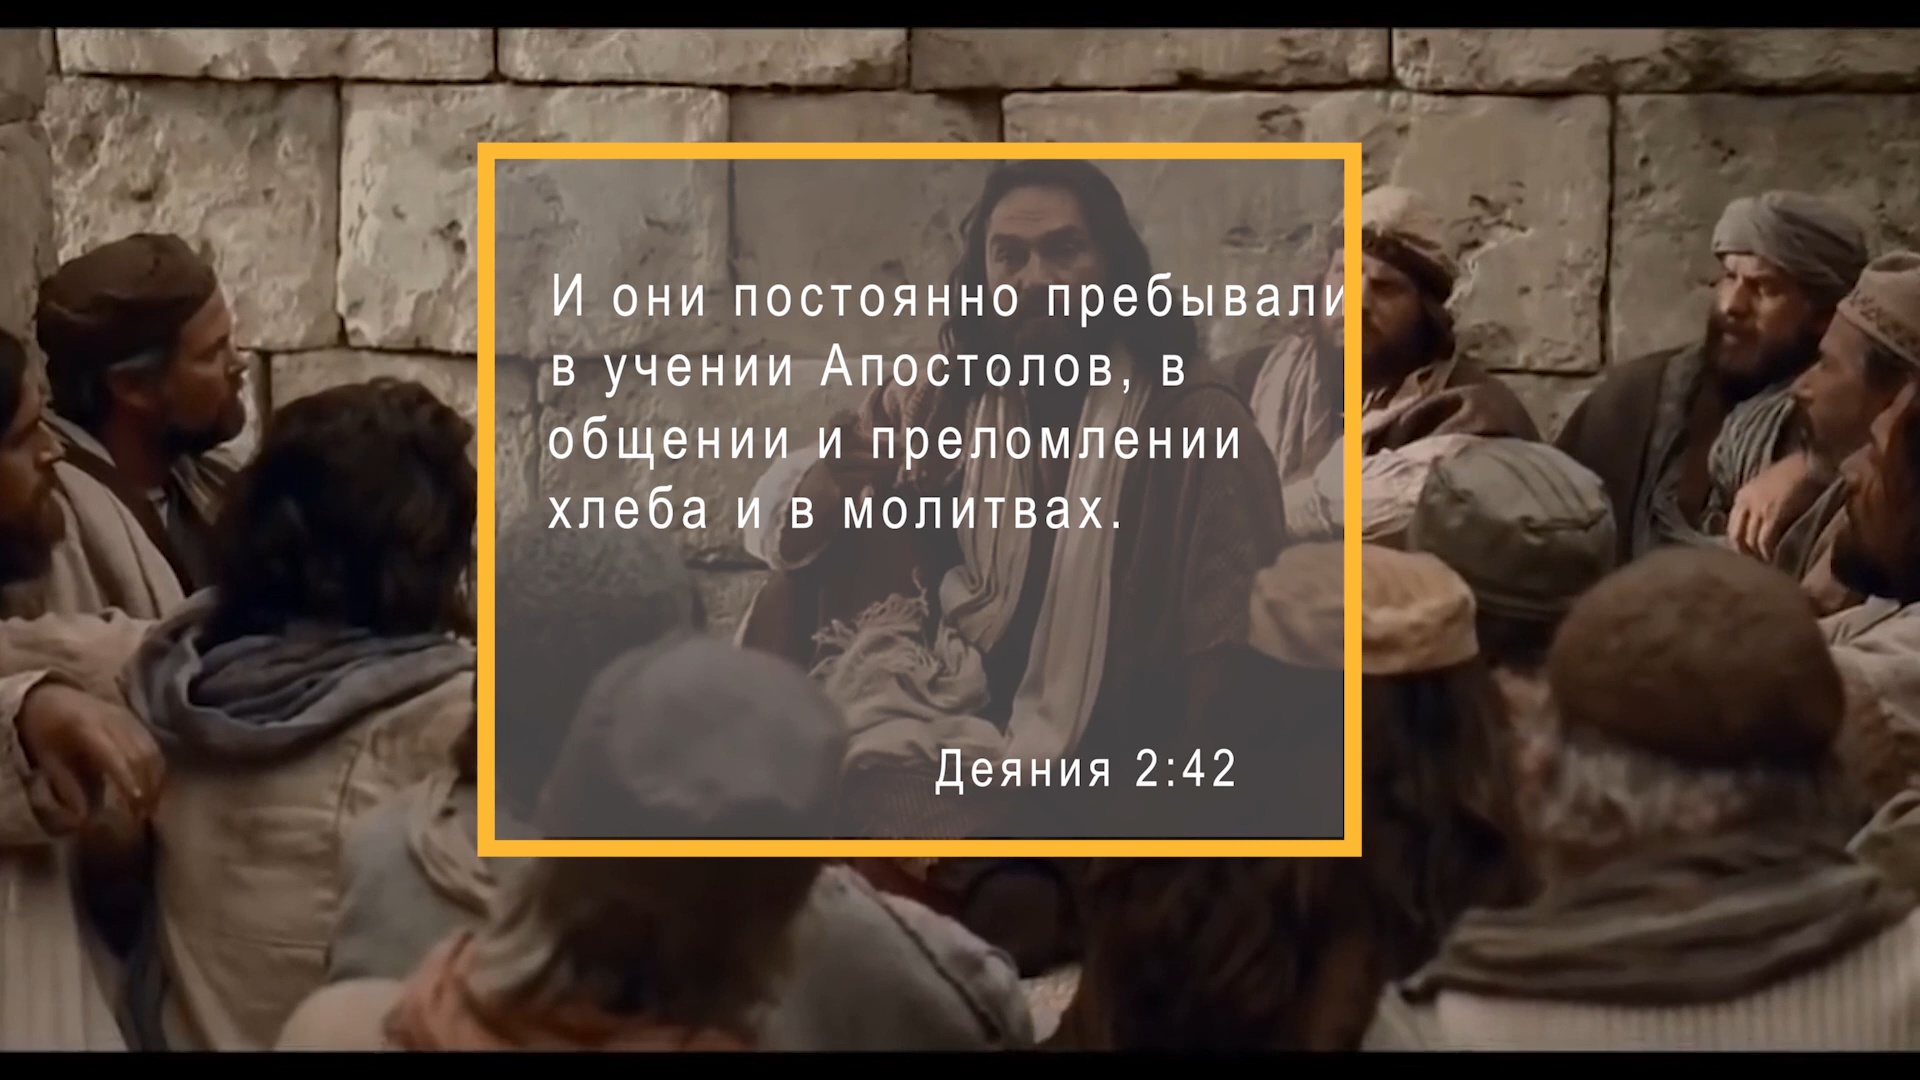 И они постоянно пребывали
в учении Апостолов, в
общении и преломлении
хлеба и в молитвах.
Деяния 2:42